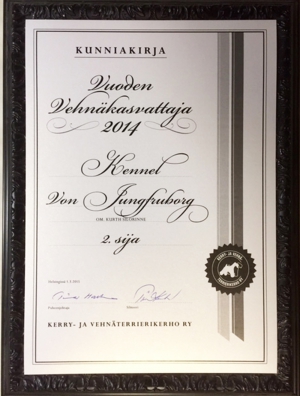 KUNNIAKIRJA
Vuoden
Vehnäkasvattaja
2014
Kennel
Von Jungfruborg
2. sija
KERRY- JA VEHNÄTERRIERIKERHO RY